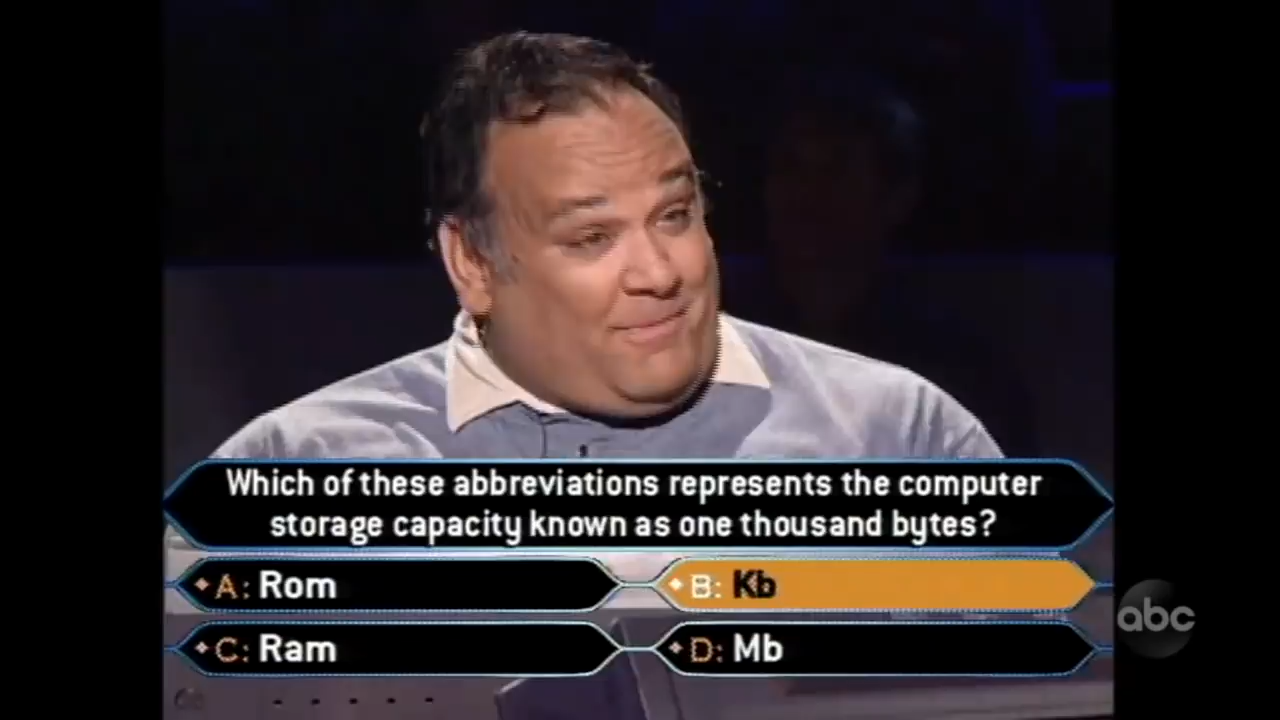 Which of these abbreviations represents the computer
storage capacity known as one thousand bytes?
A: Rom
B: Kb
C: Ram
D: Mb
abc